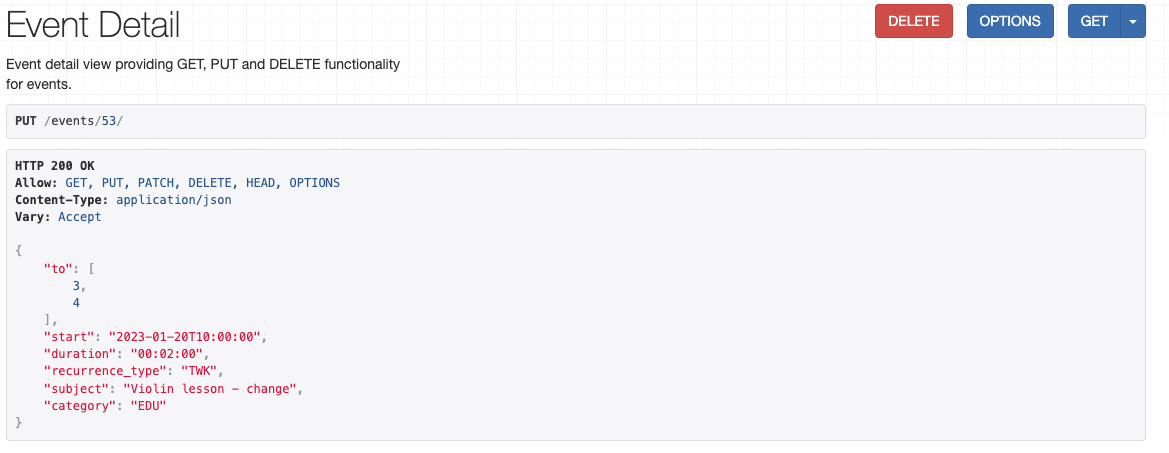 Event Detail
DELETE
OPTIONS
GET
Event detail view providing GET, PUT and DELETE functionality
for events.
PUT /events/53/
HTTP 200 OK
Allow: GET, PUT, PATCH, DELETE, HEAD, OPTIONS
Content-Type: application/json
Vary: Accept
{
    "to": [
        3,
        4
    ],
    "start": "2023-01-20T10:00:00",
    "duration": "00:02:00",
    "recurrence_type": "TWK",
    "subject": "Violin lesson - change",
    "category": "EDU"
}